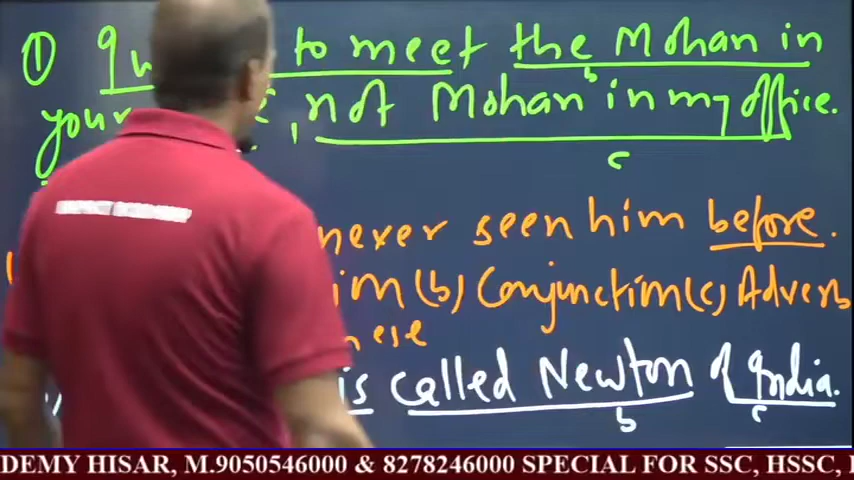 ① to meet the Mohan in
b
your , not Mohan in my office.
c
never seen him before.
(b) Conjunction (c) Adverb
is called Newton of India.
b c
DEMY HISAR, M.9050546000 & 8278246000 SPECIAL FOR SSC, HSSC,